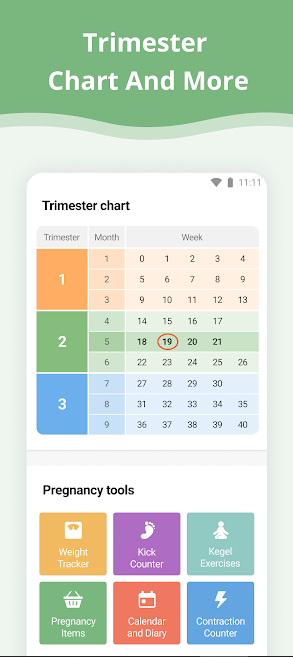 Trimester
Chart And More
11:11
Trimester chart
Trimester Month Week
1 1 0 1 2 3 4
2 5 6 7 8 9
3 9 10 11 12 13
2 4 14 15 16 17
5 18 19 20 21
6 22 23 24 25 26
3 7 27 28 29 30
8 31 32 33 34 35
9 36 37 38 39 40
Pregnancy tools
Weight
Tracker
Kick
Counter
Kegel
Exercises
Pregnancy
Items
Calendar
and Diary
Contraction
Counter